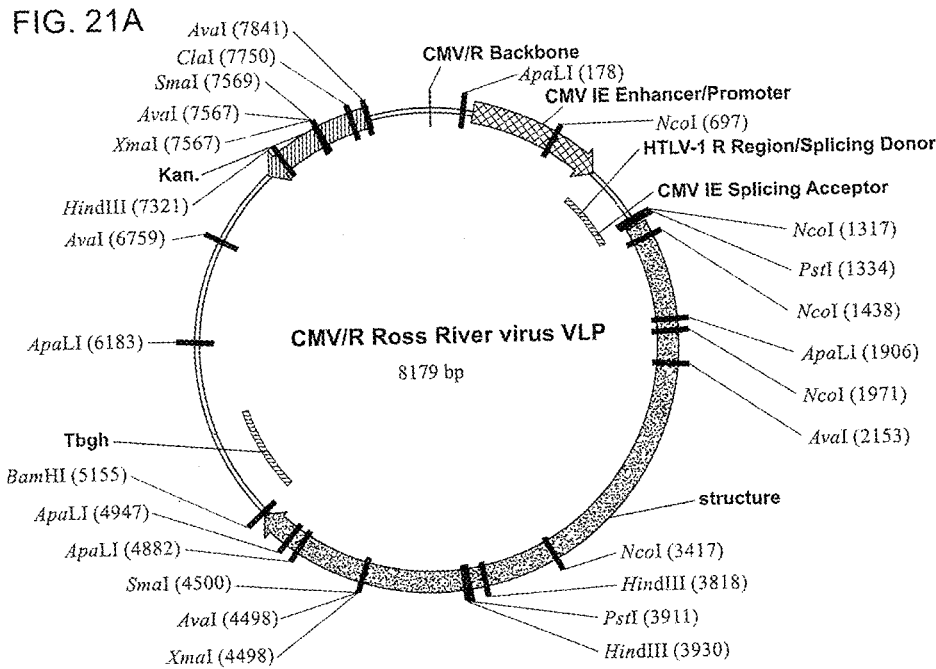 FIG. 21A
AvaI (7841)
ClaI (7750)
SmaI (7569)
AvaI (7567)
XmaI (7567)
Kan.
HindIII (7321)
AvaI (6759)
ApaLI (6183)
Tbgh
BamHI (5155)
ApaLI (4947)
ApaLI (4882)
SmaI (4500)
AvaI (4498)
XmaI (4498)
CMV/R Backbone
ApaLI (178)
CMV IE Enhancer/Promoter
NcoI (697)
HTLV-1 R Region/Splicing Donor
CMV IE Splicing Acceptor
NcoI (1317)
PstI (1334)
NcoI (1438)
ApaLI (1906)
NcoI (1971)
AvaI (2153)
structure
NcoI (3417)
HindIII (3818)
PstI (3911)
HindIII (3930)
CMV/R Ross River virus VLP
8179 bp